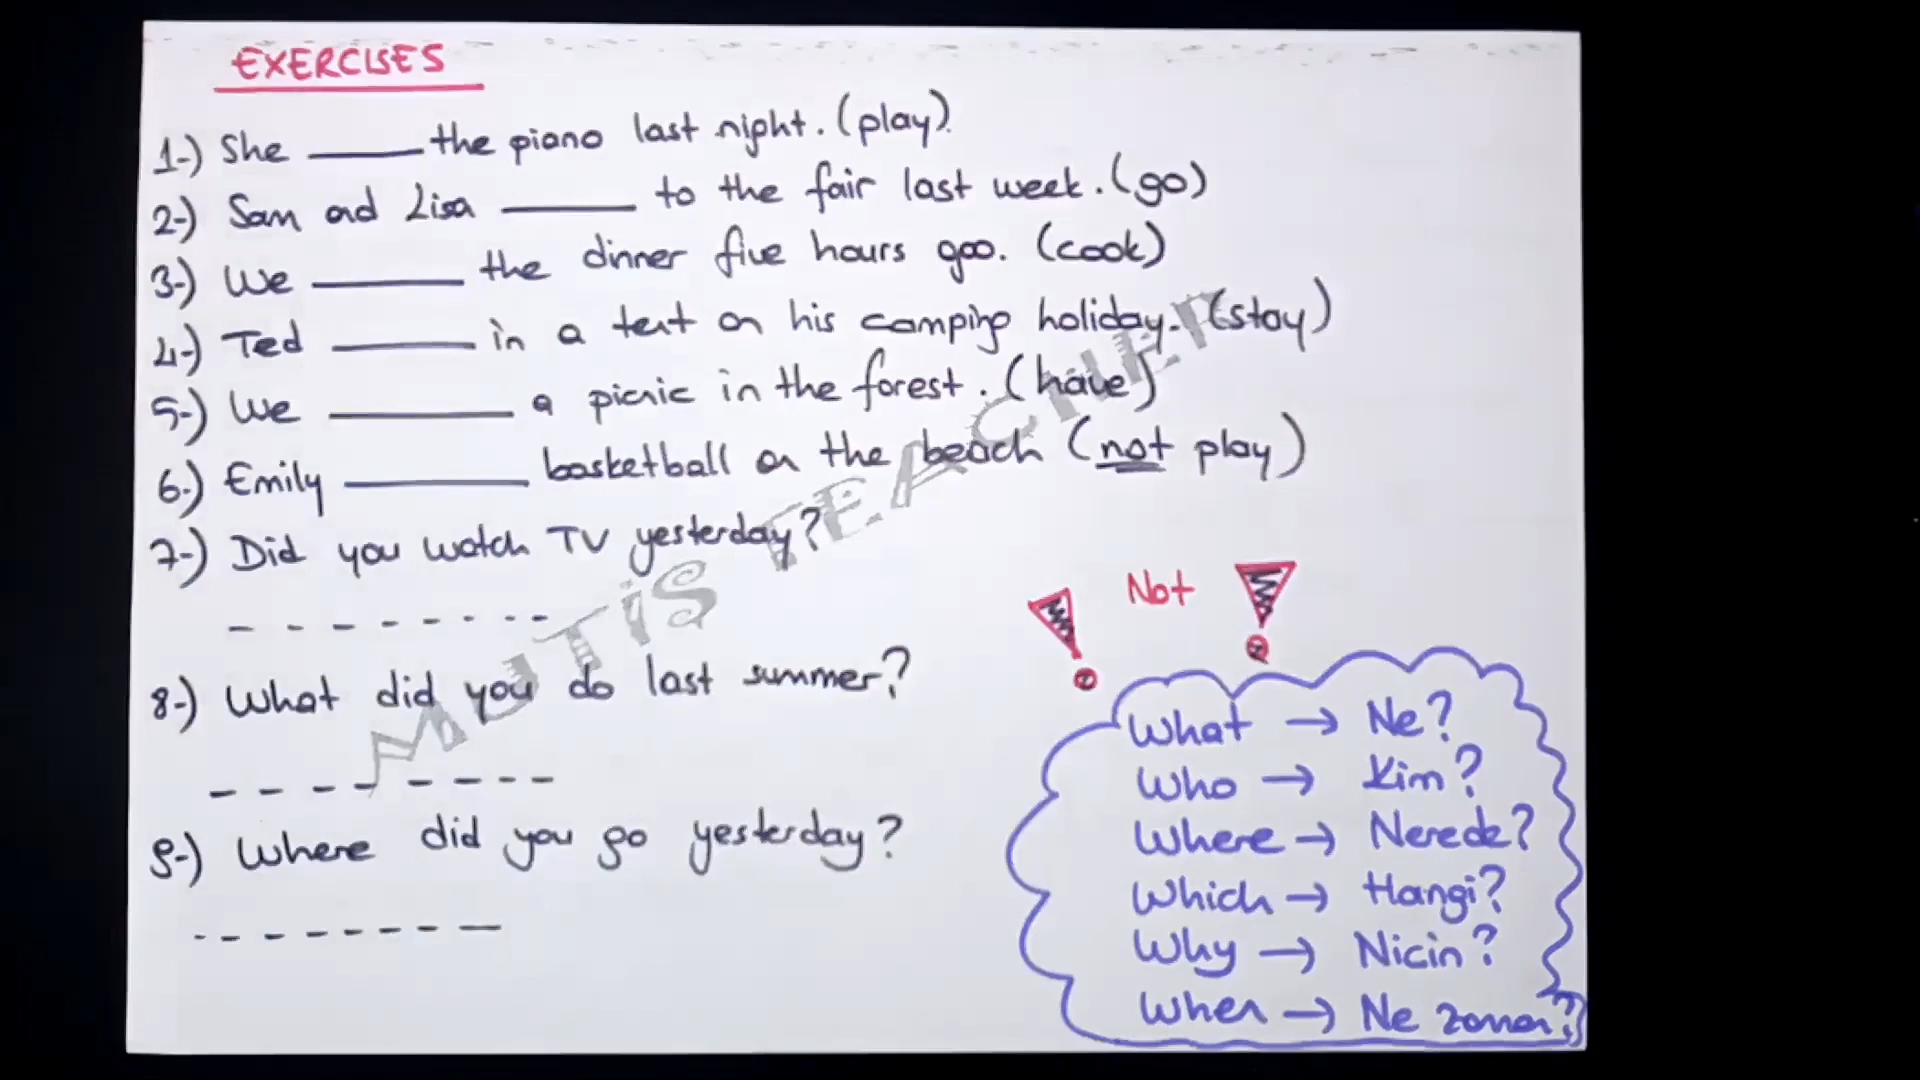 EXERCISES
1-) She ______ the piano last night. (play)
2-) Sam and Lisa ______ to the fair last week. (go)
3-) We ______ the dinner five hours goo. (cook)
4-) Ted ______ in a tent on his camping holiday. (stay)
5-) We ______ a picnic in the forest. (have)
6-) Emily ______ basketball on the beach (not play)
7-) Did you watch TV yesterday?
_ _ _ _ _ _ _ _
8-) What did you do last summer?
_ _ _ _ _ _ _ _
9-) Where did you go yesterday?
_ _ _ _ _ _ _ _
MUTiS TEACHER
! Not !
What → Ne?
Who → Kim?
Where → Nerede?
Which → Hangi?
Why → Nicin?
When → Ne zaman?